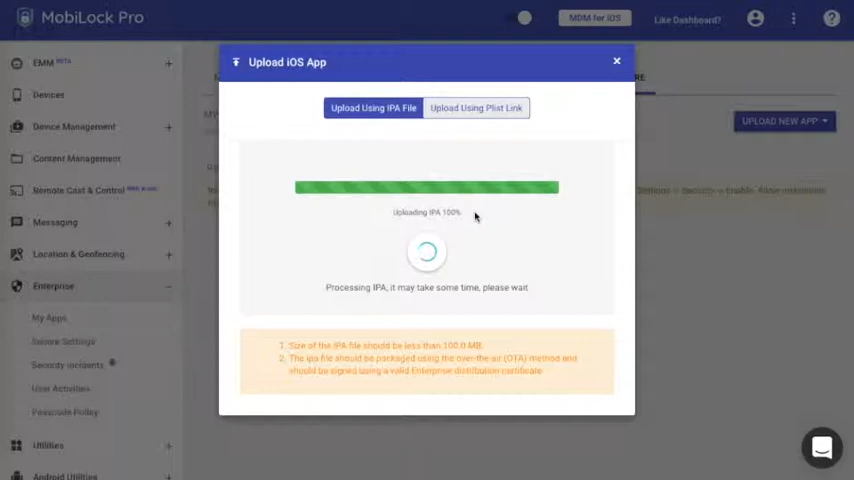 MobiLock Pro
MDM for iOS
Like Dashboard?
Upload iOS App
EMM BETA
Devices
Device Management
Content Management
Remote Cast & Control
Messaging
Location & Geofencing
Enterprise
My Apps
Secure Settings
Security Incidents
User Activities
Passcode Policy
Utilities
Android Utilities
UPLOAD NEW APP
Upload Using IPA File
Upload Using Plist Link
Uploading IPA 100%
Processing IPA, it may take some time, please wait
1. Size of the IPA file should be less than 100.0 MB.
2. The ipa file should be packaged using the over-the-air (OTA) method and
should be signed using a valid Enterprise distribution certificate